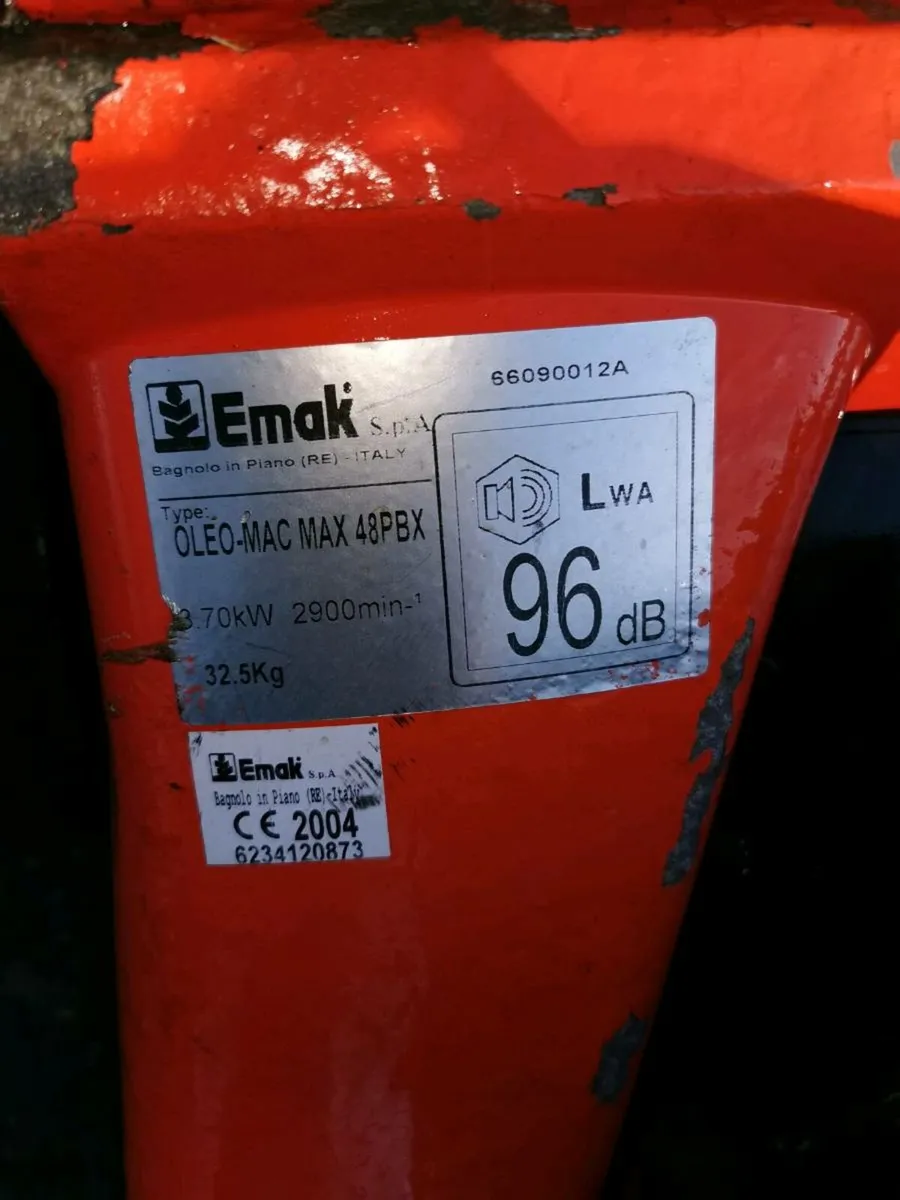 Emak S.p.A
Bagnolo in Piano (RE) - ITALY
66090012A
Type:
OLEO-MAC MAX 48PBX
3.70kW 2900min-¹
32.5Kg
LWA
96 dB
Emak S.p.A
Bagnolo in Piano (RE)-Italy
CE 2004
6234120873